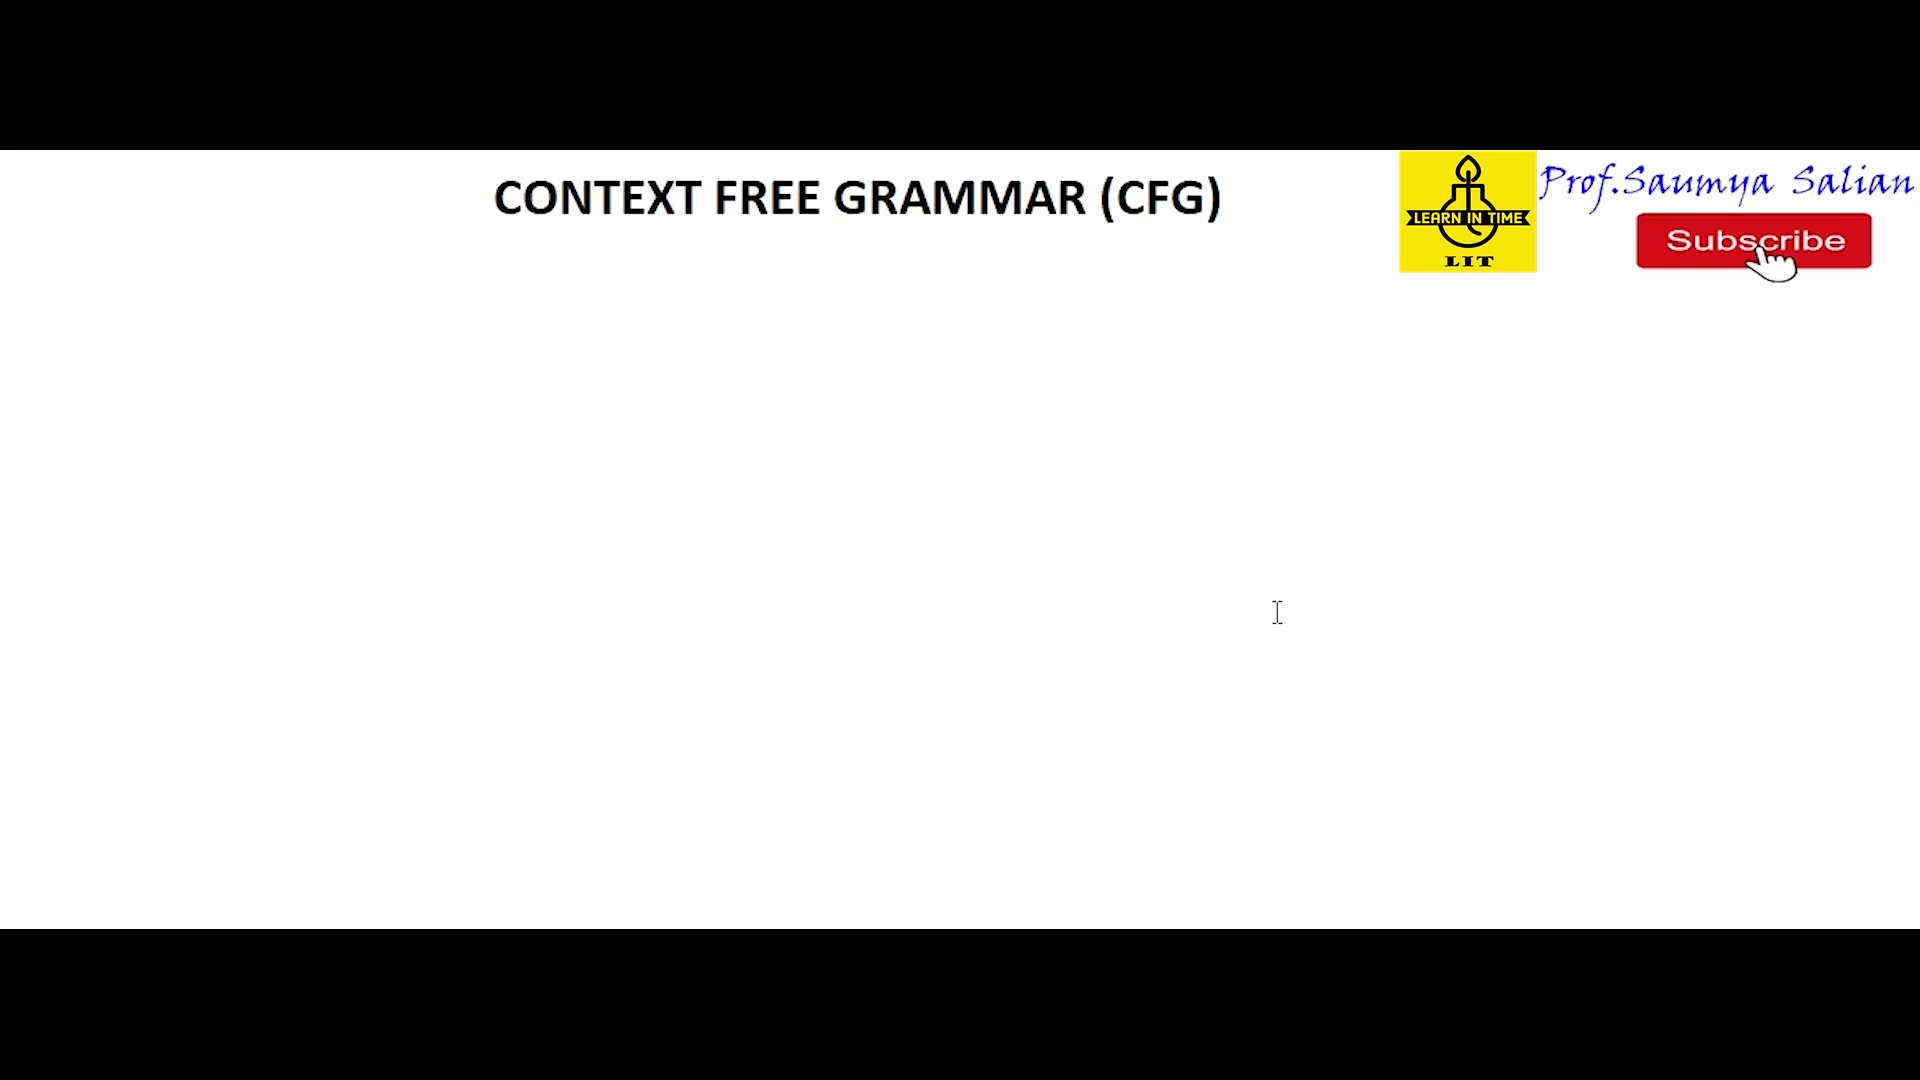 CONTEXT FREE GRAMMAR (CFG)
LEARN IN TIME
LIT
Prof.Saumya Salian
Subscribe